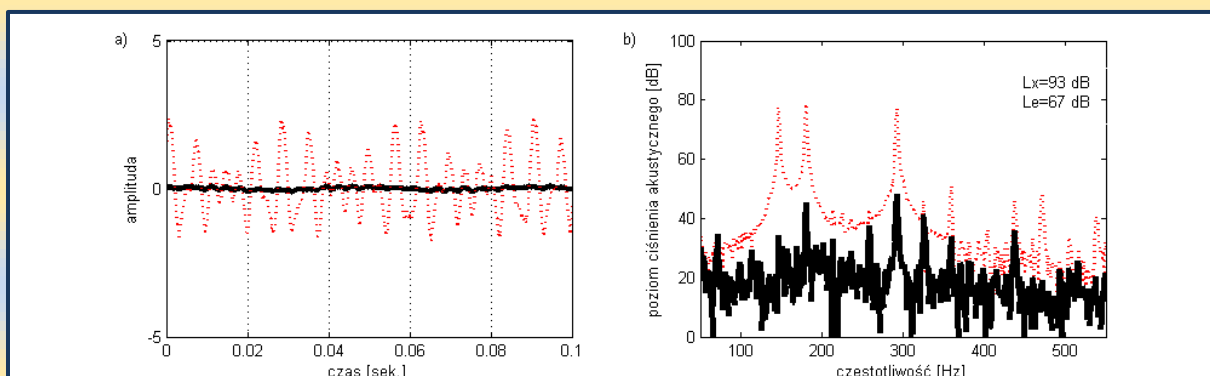 a)
5
0
-5
amplituda
0
0.02
0.04
0.06
0.08
0.1
czas [sek.]
b)
100
80
60
40
20
0
poziom ciśnienia akustycznego [dB]
Lx=93 dB
Le=67 dB
100
200
300
400
500
częstotliwość [Hz]